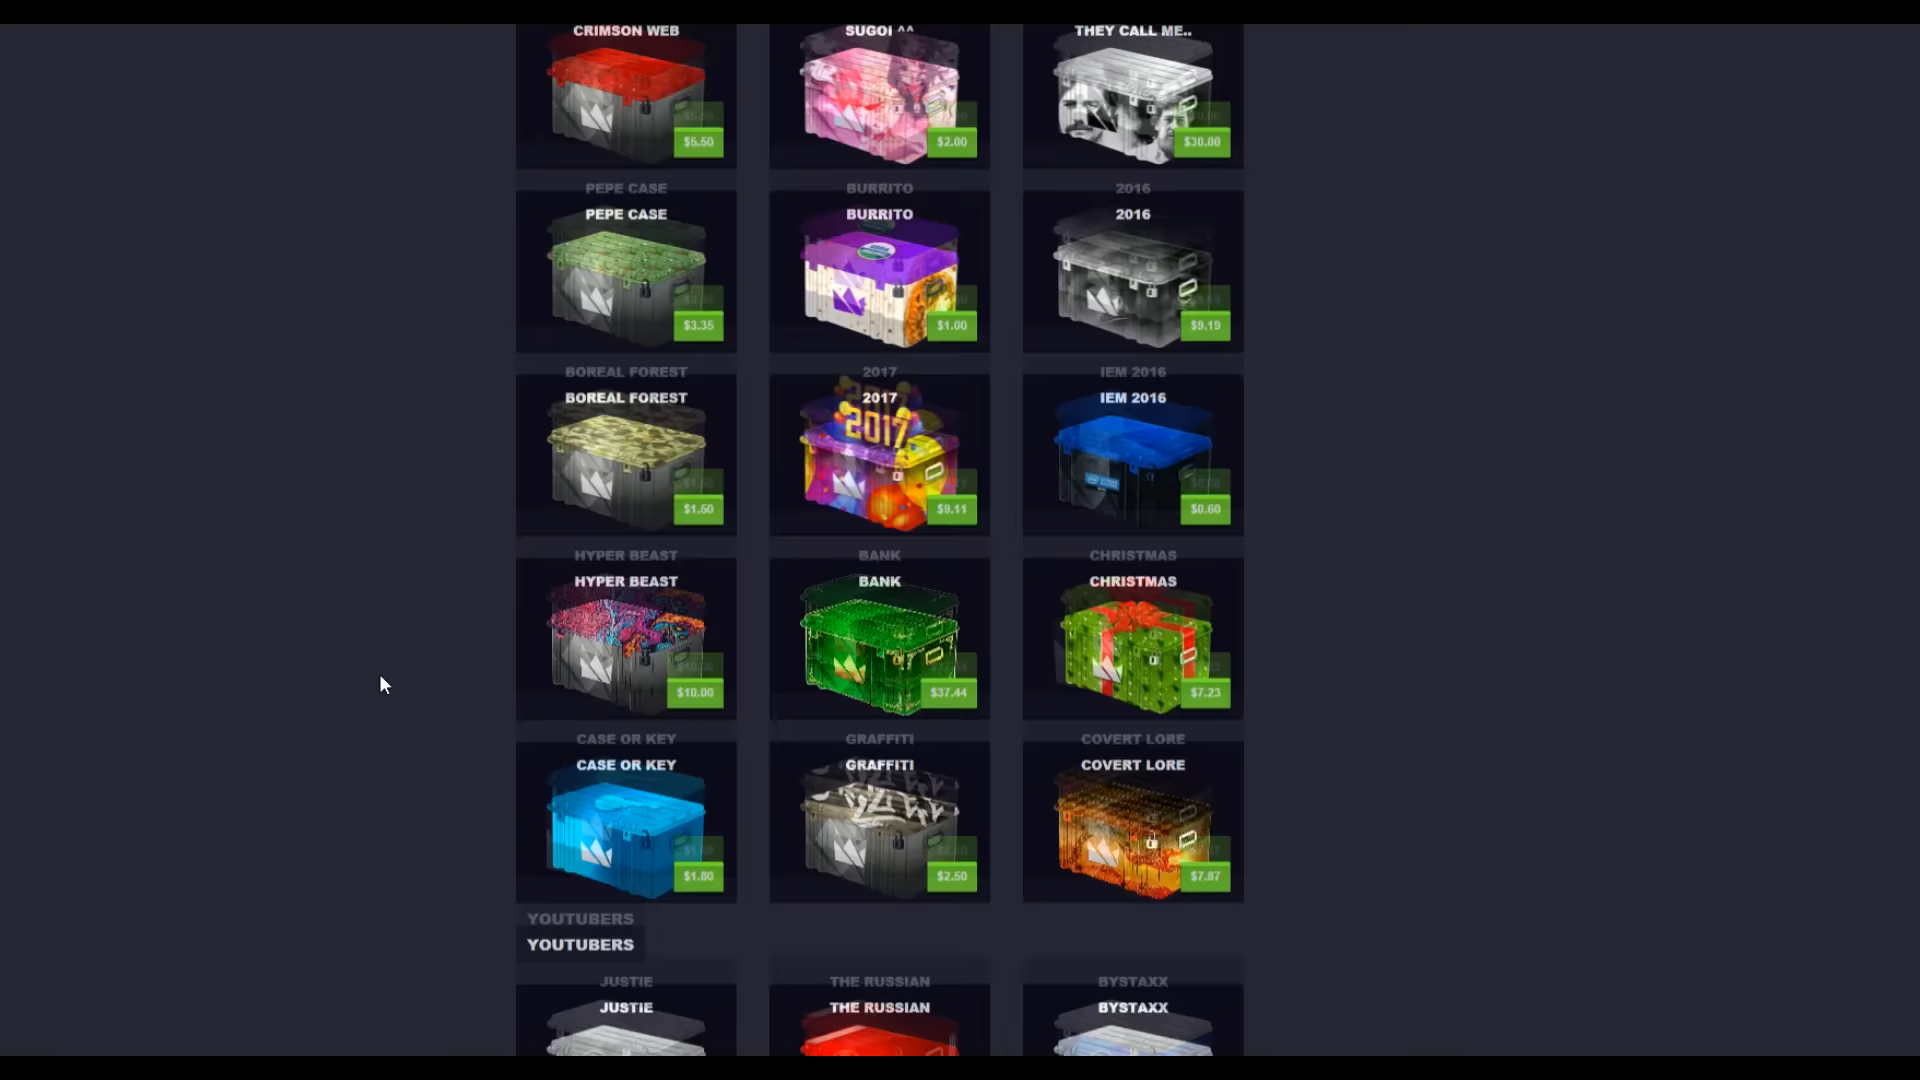 CRIMSON WEB
SUGOI ^^
THEY CALL ME..
$5.50
$2.00
$30.00
PEPE CASE
BURRITO
2016
PEPE CASE
BURRITO
2016
$3.35
$1.00
$9.19
BOREAL FOREST
2017
IEM 2016
BOREAL FOREST
2017
IEM 2016
2017
$1.50
$9.11
$0.60
HYPER BEAST
BANK
CHRISTMAS
HYPER BEAST
BANK
CHRISTMAS
$10.00
$37.44
$7.23
CASE OR KEY
GRAFFITI
COVERT LORE
CASE OR KEY
GRAFFITI
COVERT LORE
$1.80
$2.50
$7.87
YOUTUBERS
YOUTUBERS
JUSTIE
THE RUSSIAN
BYSTAXX
JUSTIE
THE RUSSIAN
BYSTAXX